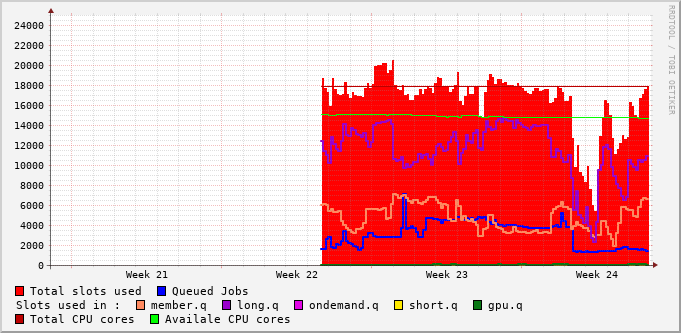 RRDTOOL / TOBI OETIKER
24000
22000
20000
18000
16000
14000
12000
10000
8000
6000
4000
2000
0
Week 21 Week 22 Week 23 Week 24
Total slots used Queued Jobs
Slots used in : member.q long.q ondemand.q short.q gpu.q
Total CPU cores Availale CPU cores